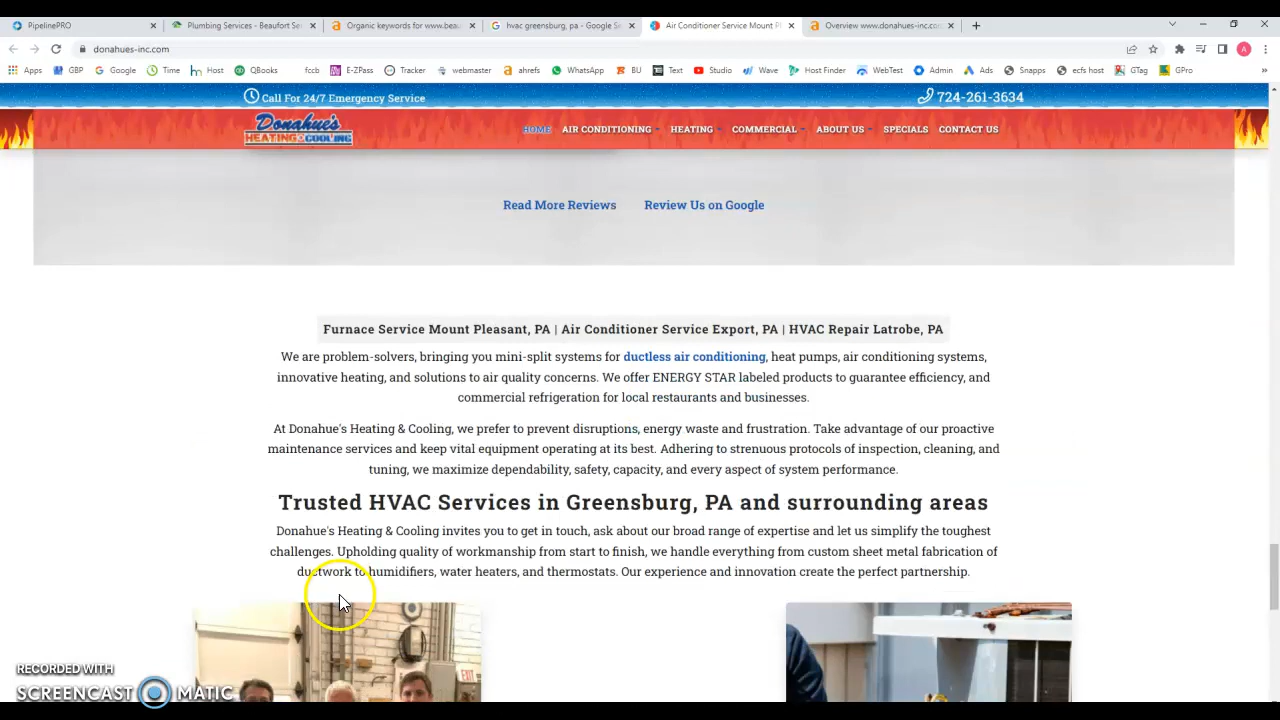 PipelinePRO
Plumbing Services - Beaufort Se
Organic keywords for www.beau
hvac greensburg, pa - Google Se
Air Conditioner Service Mount Pl
Overview www.donahues-inc.com
donahues-inc.com
Apps GBP Google Time Host QBooks fccb E-ZPass Tracker webmaster ahrefs WhatsApp BU Text Studio Wave Host Finder WebTest Admin Ads Snapps ecfs host GTag GPro »
Call For 24/7 Emergency Service
724-261-3634
Donahue's
HEATING & COOLING
HOME AIR CONDITIONING HEATING COMMERCIAL ABOUT US SPECIALS CONTACT US
Read More Reviews Review Us on Google
Furnace Service Mount Pleasant, PA | Air Conditioner Service Export, PA | HVAC Repair Latrobe, PA
We are problem-solvers, bringing you mini-split systems for ductless air conditioning, heat pumps, air conditioning systems,
innovative heating, and solutions to air quality concerns. We offer ENERGY STAR labeled products to guarantee efficiency, and
commercial refrigeration for local restaurants and businesses.
At Donahue's Heating & Cooling, we prefer to prevent disruptions, energy waste and frustration. Take advantage of our proactive
maintenance services and keep vital equipment operating at its best. Adhering to strenuous protocols of inspection, cleaning, and
tuning, we maximize dependability, safety, capacity, and every aspect of system performance.
Trusted HVAC Services in Greensburg, PA and surrounding areas
Donahue's Heating & Cooling invites you to get in touch, ask about our broad range of expertise and let us simplify the toughest
challenges. Upholding quality of workmanship from start to finish, we handle everything from custom sheet metal fabrication of
ductwork to humidifiers, water heaters, and thermostats. Our experience and innovation create the perfect partnership.
EXIT
RECORDED WITH
SCREENCAST MATIC